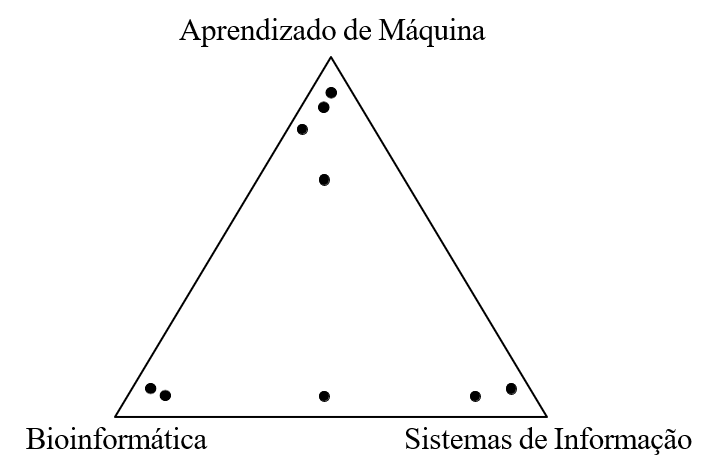 Aprendizado de Máquina
Bioinformática
Sistemas de Informação